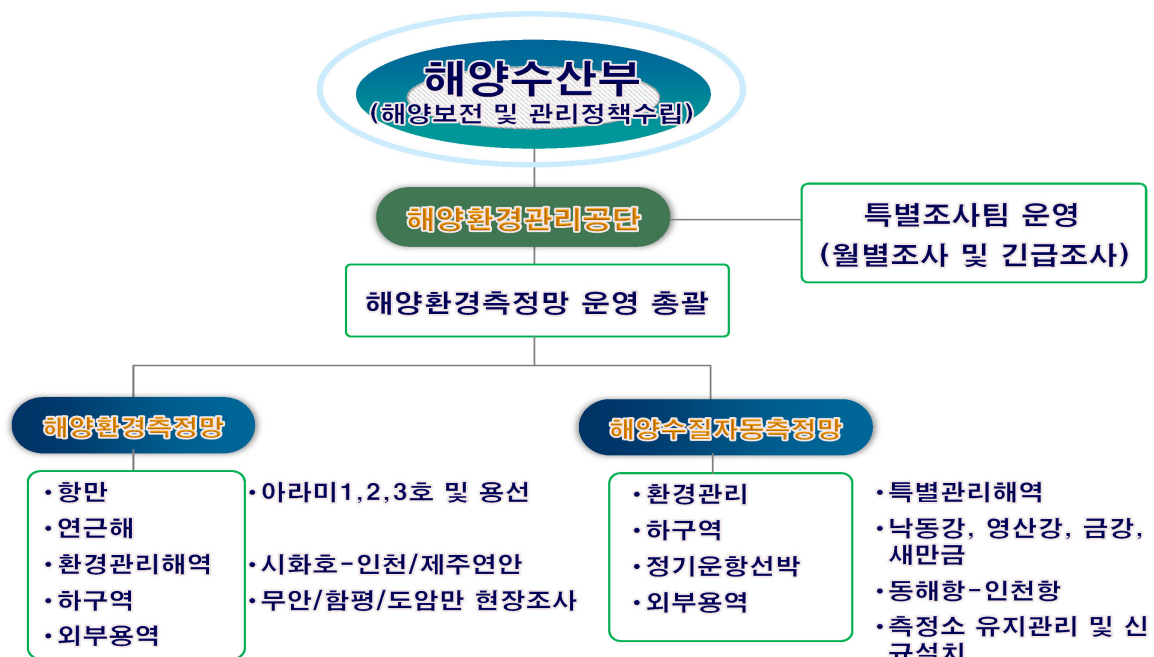 해양수산부
(해양보전 및 관리정책수립)
해양환경관리공단
특별조사팀 운영
(월별조사 및 긴급조사)
해양환경측정망 운영 총괄
해양환경측정망
·항만
·연근해
·환경관리해역
·하구역
·외부용역
·아라미1,2,3호 및 용선
·시화호-인천/제주연안
·무안/함평/도암만 현장조사
해양수질자동측정망
·환경관리
·하구역
·정기운항선박
·외부용역
·특별관리해역
·낙동강, 영산강, 금강,
새만금
·동해항-인천항
·측정소 유지관리 및 신
규설치